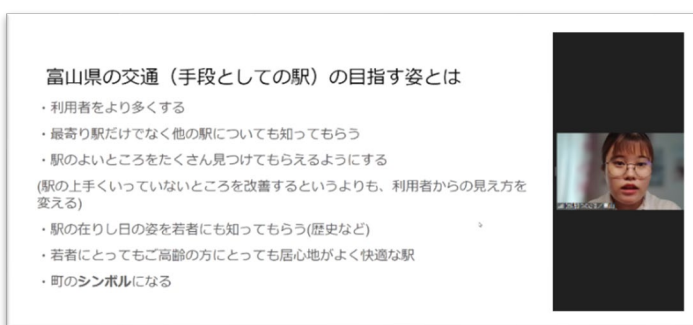 富山県の交通（手段としての駅）の目指す姿とは
・利用者をより多くする
・最寄り駅だけでなく他の駅についても知ってもらう
・駅のよいところをたくさん見つけてもらえるようにする
(駅の上手くいっていないところを改善するというよりも、利用者からの見え方を
変える)
・駅の在りし日の姿を若者にも知ってもらう(歴史など)
・若者にとってもご高齢の方にとっても居心地がよく快適な駅
・町のシンボルになる